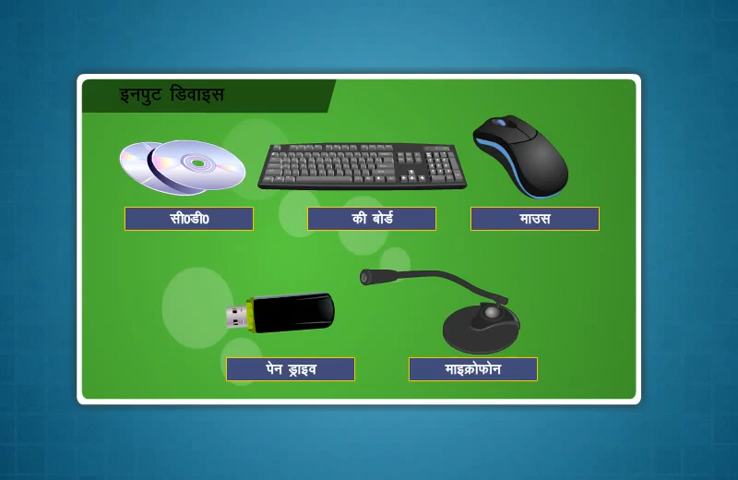 इनपुट डिवाइस
सी0डी0
की बोर्ड
माउस
पेन ड्राइव
माइक्रोफोन